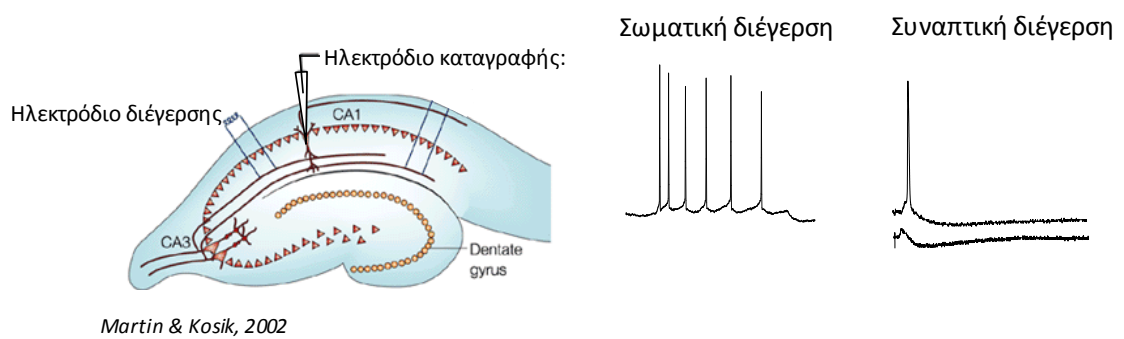 Σωματική διέγερση
Συναπτική διέγερση
Ηλεκτρόδιο καταγραφής:
Ηλεκτρόδιο διέγερσης
CA1
CA3
Dentate
gyrus
Martin & Kosik, 2002